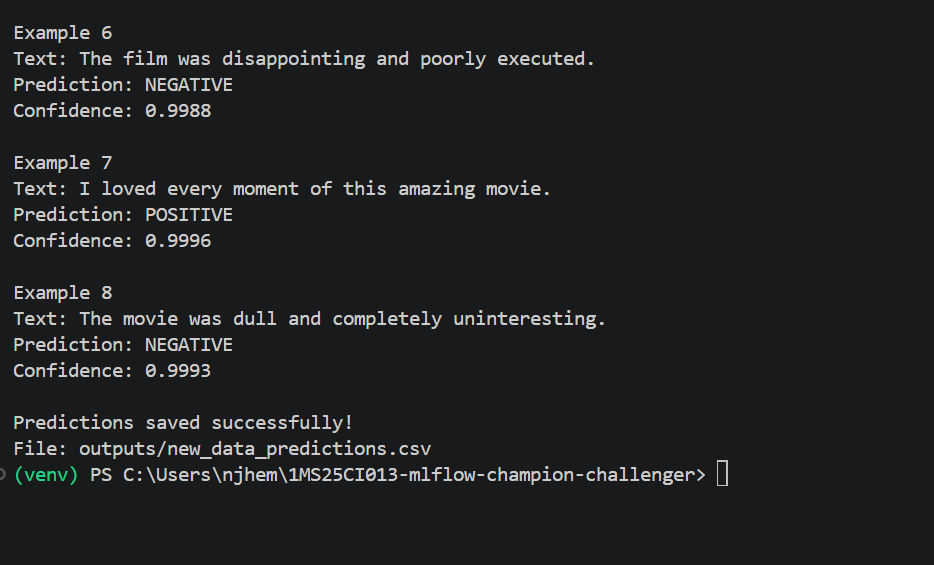 Example 6
Text: The film was disappointing and poorly executed.
Prediction: NEGATIVE
Confidence: 0.9988
Example 7
Text: I loved every moment of this amazing movie.
Prediction: POSITIVE
Confidence: 0.9996
Example 8
Text: The movie was dull and completely uninteresting.
Prediction: NEGATIVE
Confidence: 0.9993
Predictions saved successfully!
File: outputs/new_data_predictions.csv
(venv) PS C:\Users\njhem\1MS25CI013-mlflow-champion-challenger>